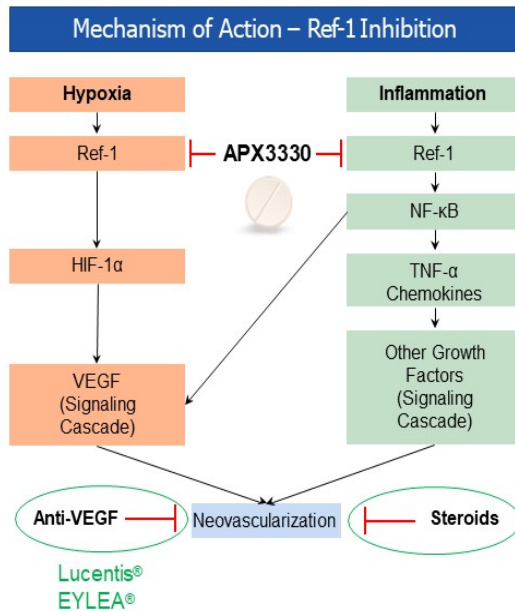 Mechanism of Action – Ref-1 Inhibition
Hypoxia
Inflammation
Ref-1
APX3330
Ref-1
NF-κB
HIF-1α
TNF-α
Chemokines
VEGF
(Signaling
Cascade)
Other Growth
Factors
(Signaling
Cascade)
Anti-VEGF
Neovascularization
Steroids
Lucentis®
EYLEA®